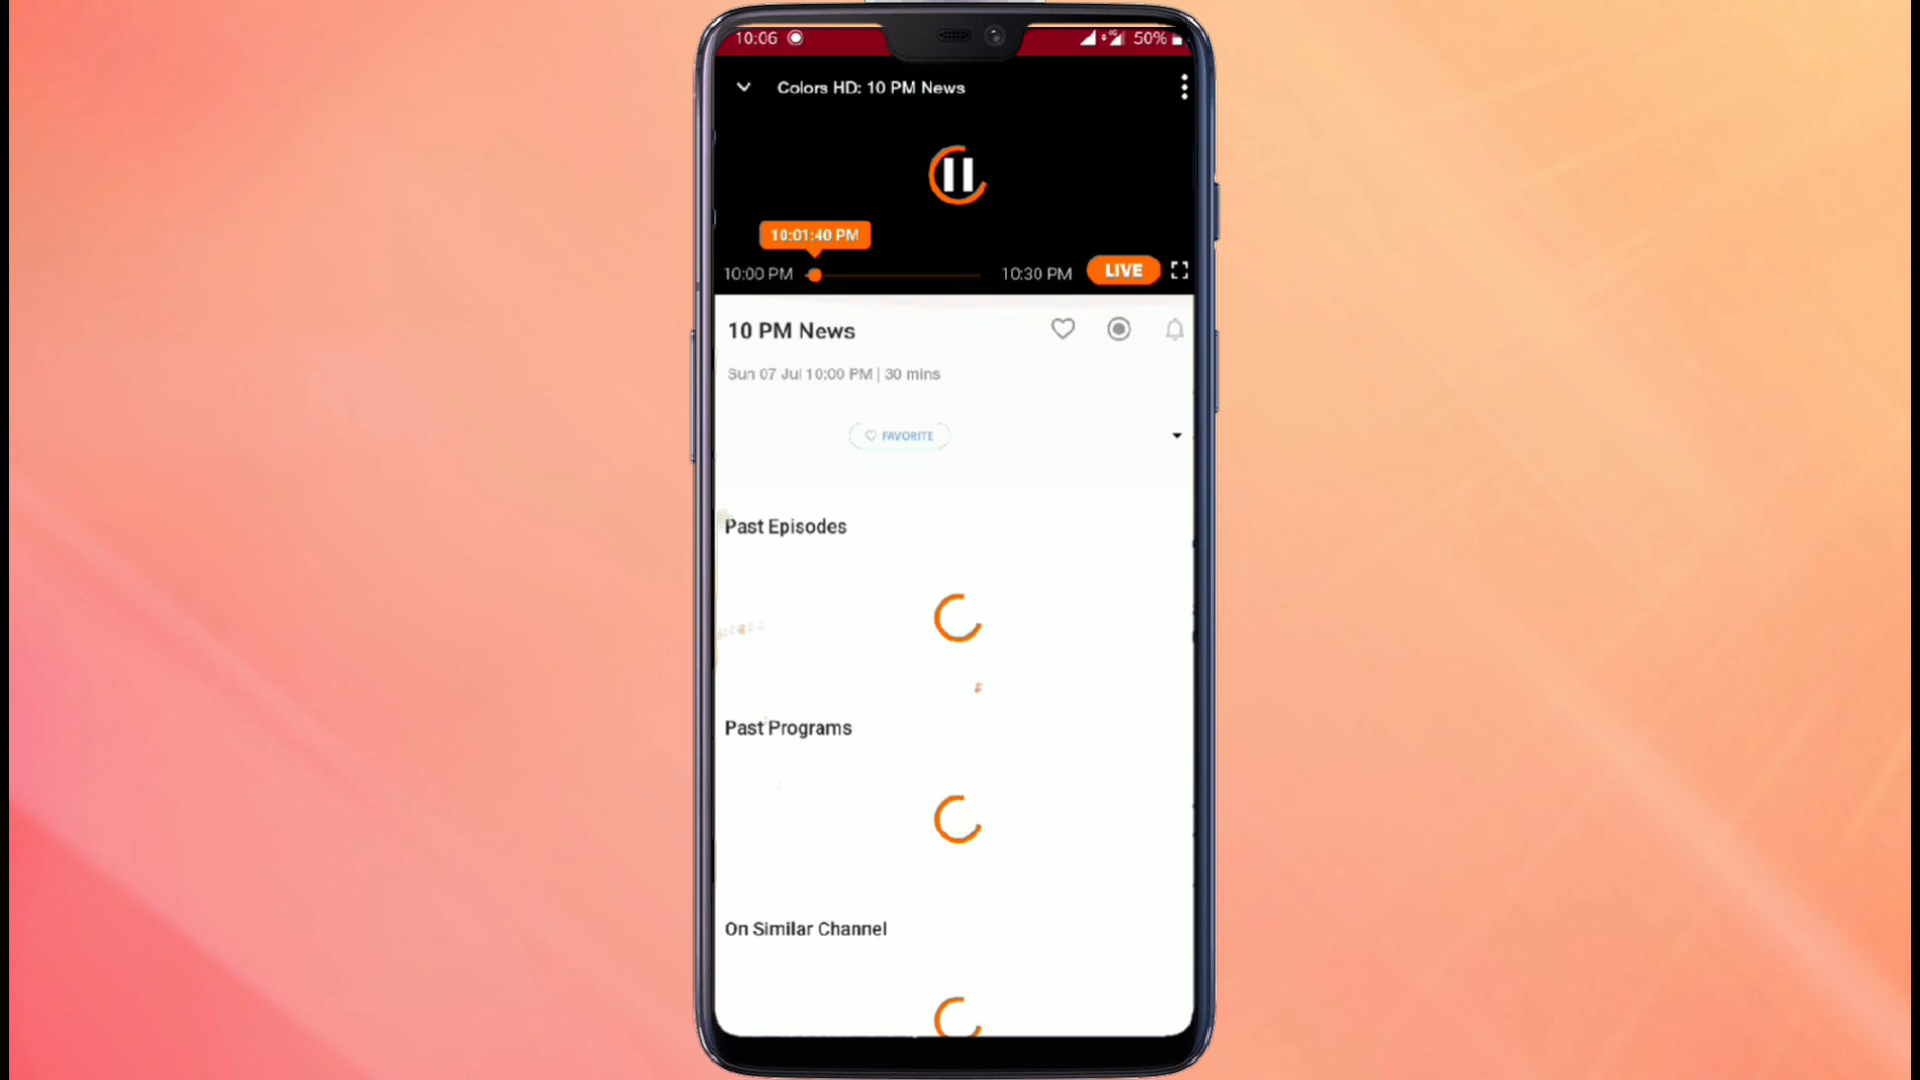 10:06 4G 50%
Colors HD: 10 PM News
10:01:40 PM
10:00 PM 10:30 PM LIVE
10 PM News
Sun 07 Jul 10:00 PM | 30 mins
FAVORITE
Past Episodes
Past Programs
On Similar Channel